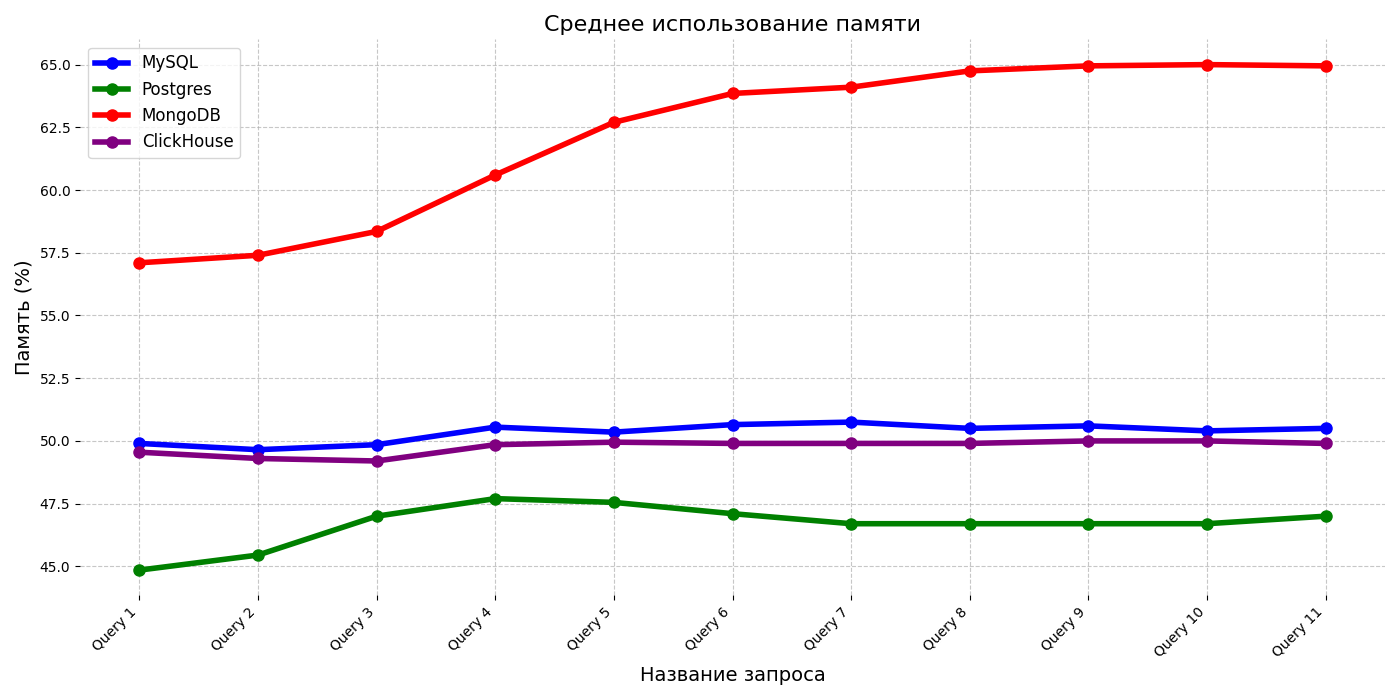 Среднее использование памяти
MySQL
Postgres
MongoDB
ClickHouse
Память (%)
65.0
62.5
60.0
57.5
55.0
52.5
50.0
47.5
45.0
Query 1
Query 2
Query 3
Query 4
Query 5
Query 6
Query 7
Query 8
Query 9
Query 10
Query 11
Название запроса